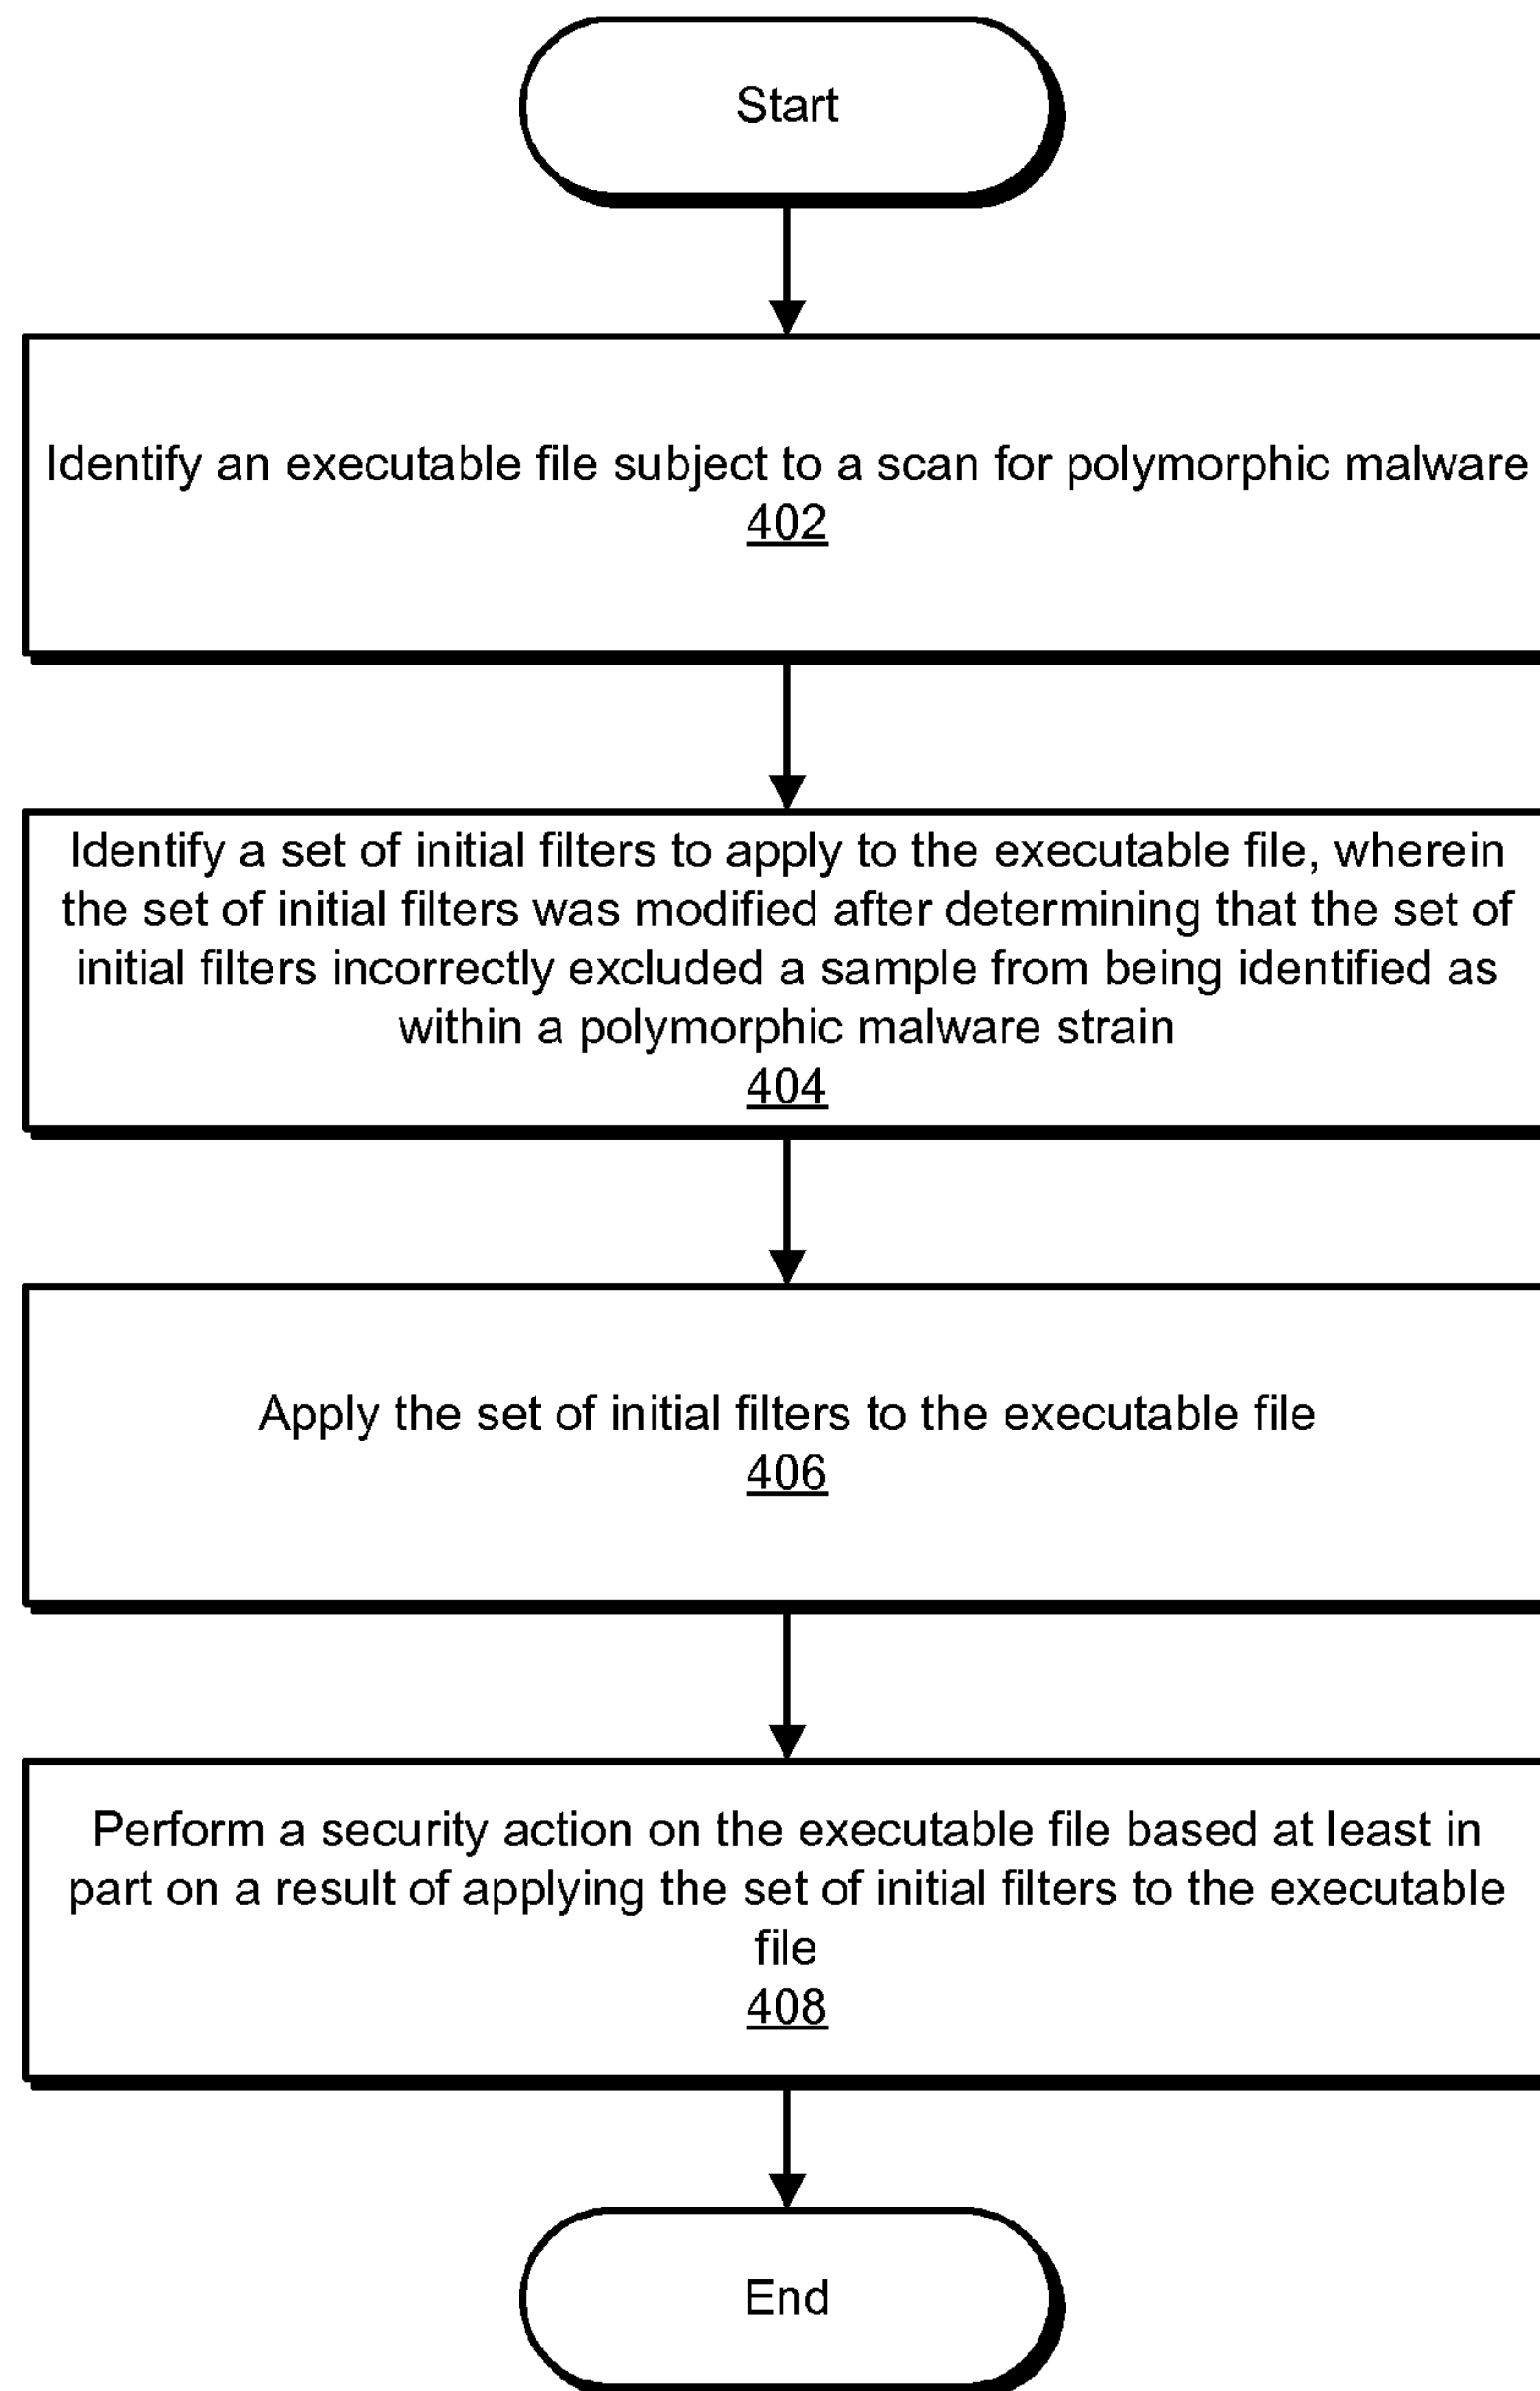 Start
Identify an executable file subject to a scan for polymorphic malware
402
Identify a set of initial filters to apply to the executable file, wherein
the set of initial filters was modified after determining that the set of
initial filters incorrectly excluded a sample from being identified as
within a polymorphic malware strain
404
Apply the set of initial filters to the executable file
406
Perform a security action on the executable file based at least in
part on a result of applying the set of initial filters to the executable
file
408
End